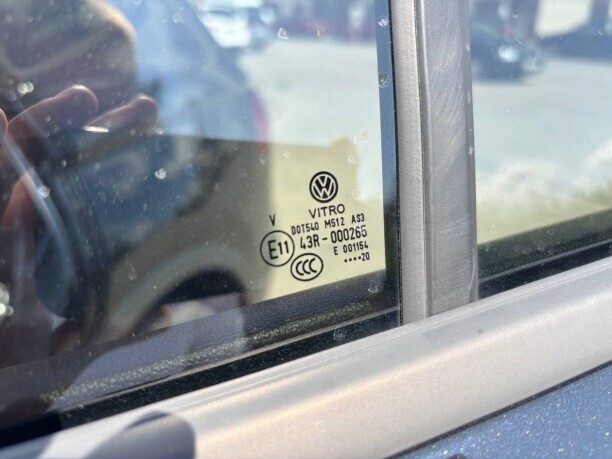 VITRO
DOT540 M512 AS3
V
E11 43R-000265
E 001154
CCC
....20